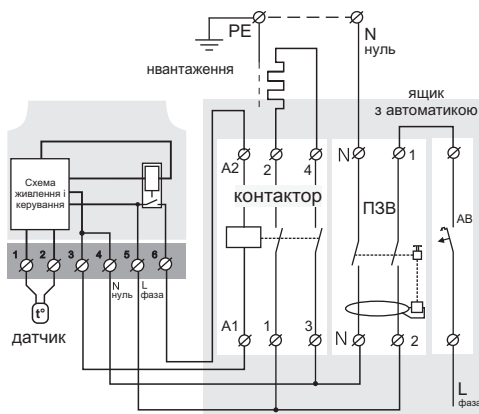 PE
N
нуль
нвантаження
ящик
з автоматикою
A2
2
4
N
1
Схема
живлення і
керування
контактор
ПЗВ
АВ
1
2
3
4
5
6
N
нуль
L
фаза
t°
датчик
A1
1
3
N
2
L
фаза